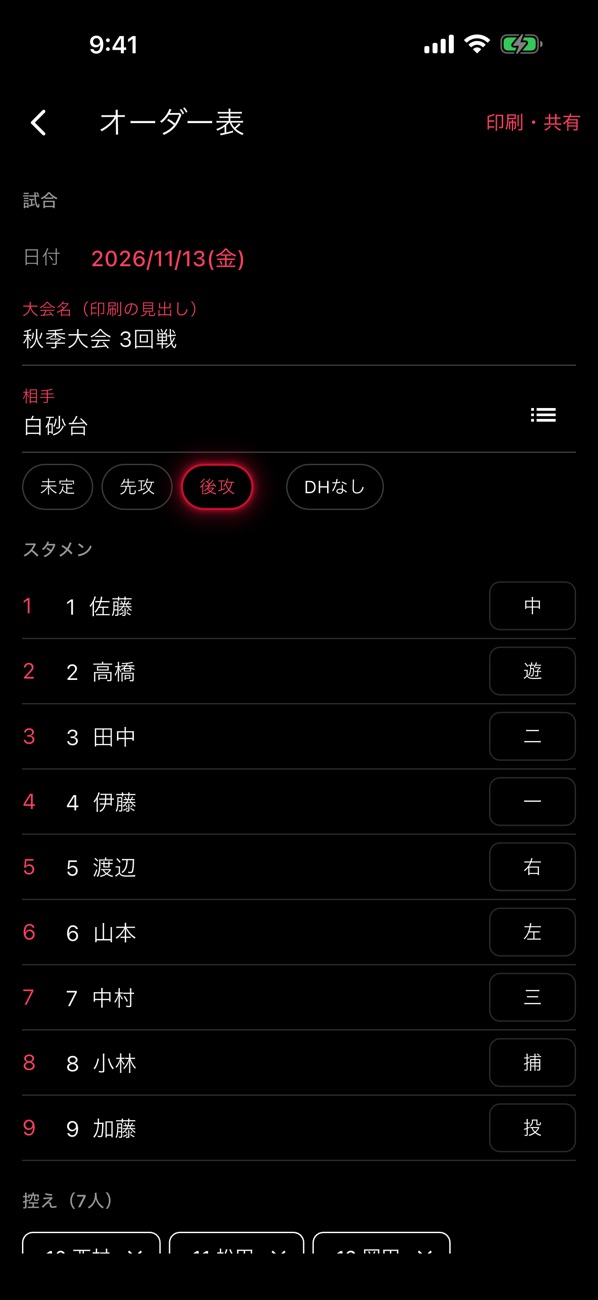 9:41
オーダー表
印刷・共有
試合
日付 2026/11/13(金)
大会名（印刷の見出し）
秋季大会 3回戦
相手
白砂台
未定 先攻 後攻 DHなし
スタメン
1 1 佐藤 中
2 2 高橋 遊
3 3 田中 二
4 4 伊藤 一
5 5 渡辺 右
6 6 山本 左
7 7 中村 三
8 8 小林 捕
9 9 加藤 投
控え（7人）